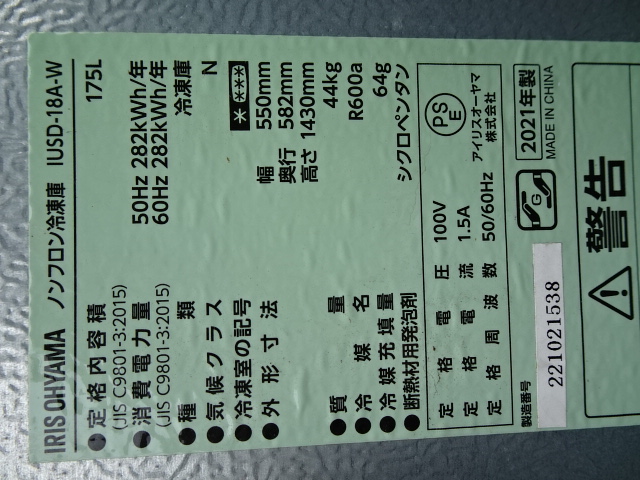 IRIS OHYAMA ノンフロン冷凍庫 IUSD-18A-W
●定格内容積 175L
(JIS C9801-3:2015)
●消費電力量 50Hz 282kWh/年
(JIS C9801-3:2015) 60Hz 282kWh/年
●種類 冷凍庫
●気候クラス N
●冷凍室の記号 ****
●外形寸法 幅 550mm
奥行 582mm
高さ 1430mm
●質量 44kg
●冷媒名 R600a
●冷媒充填量 64g
●断熱材用発泡剤 シクロペンタン
定格電圧 100V
定格電流 1.5A
定格周波数 50/60Hz
PSE
アイリスオーヤマ
株式会社
製造番号 221021538
G
2021年製
MADE IN CHINA
警告